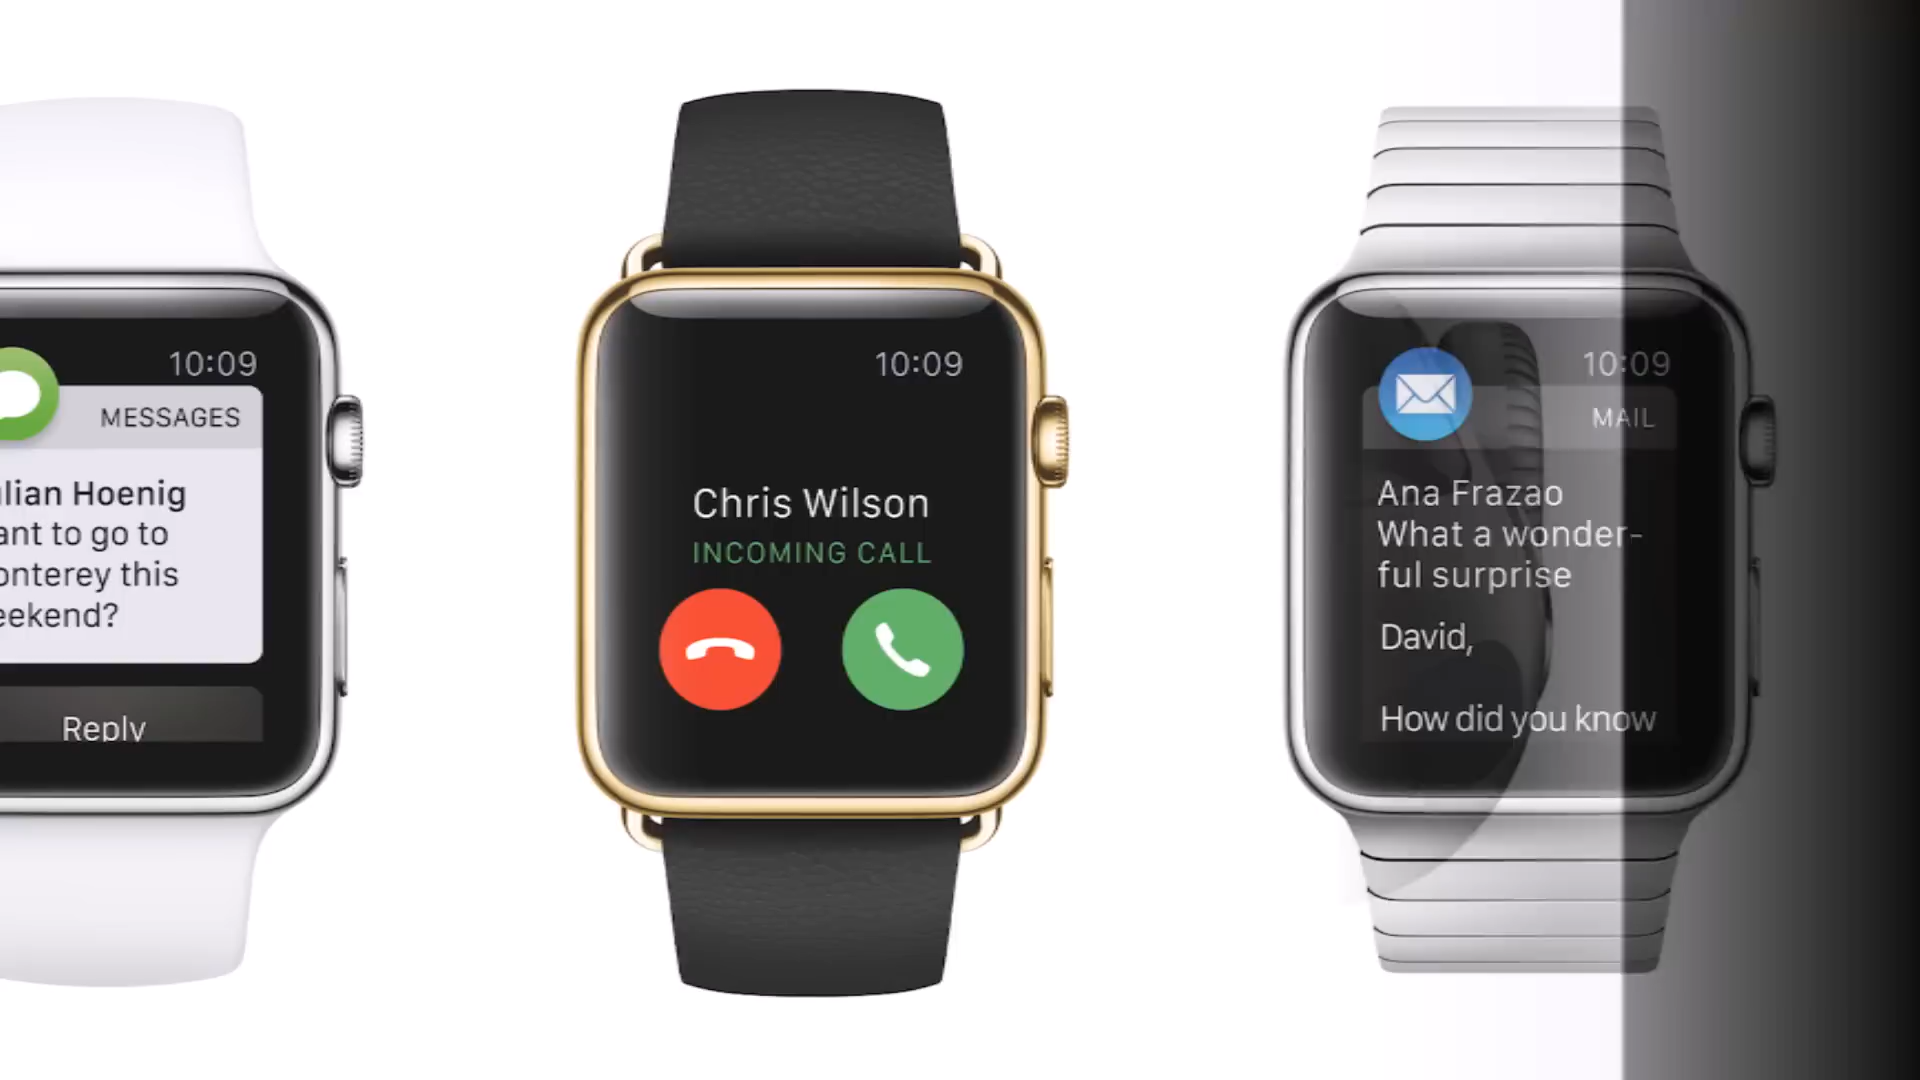 10:09
MESSAGES
ulian Hoenig
ant to go to
onterey this
eekend?
Reply
10:09
Chris Wilson
INCOMING CALL
10:09
MAIL
Ana Frazao
What a wonder-
ful surprise
David,
How did you know